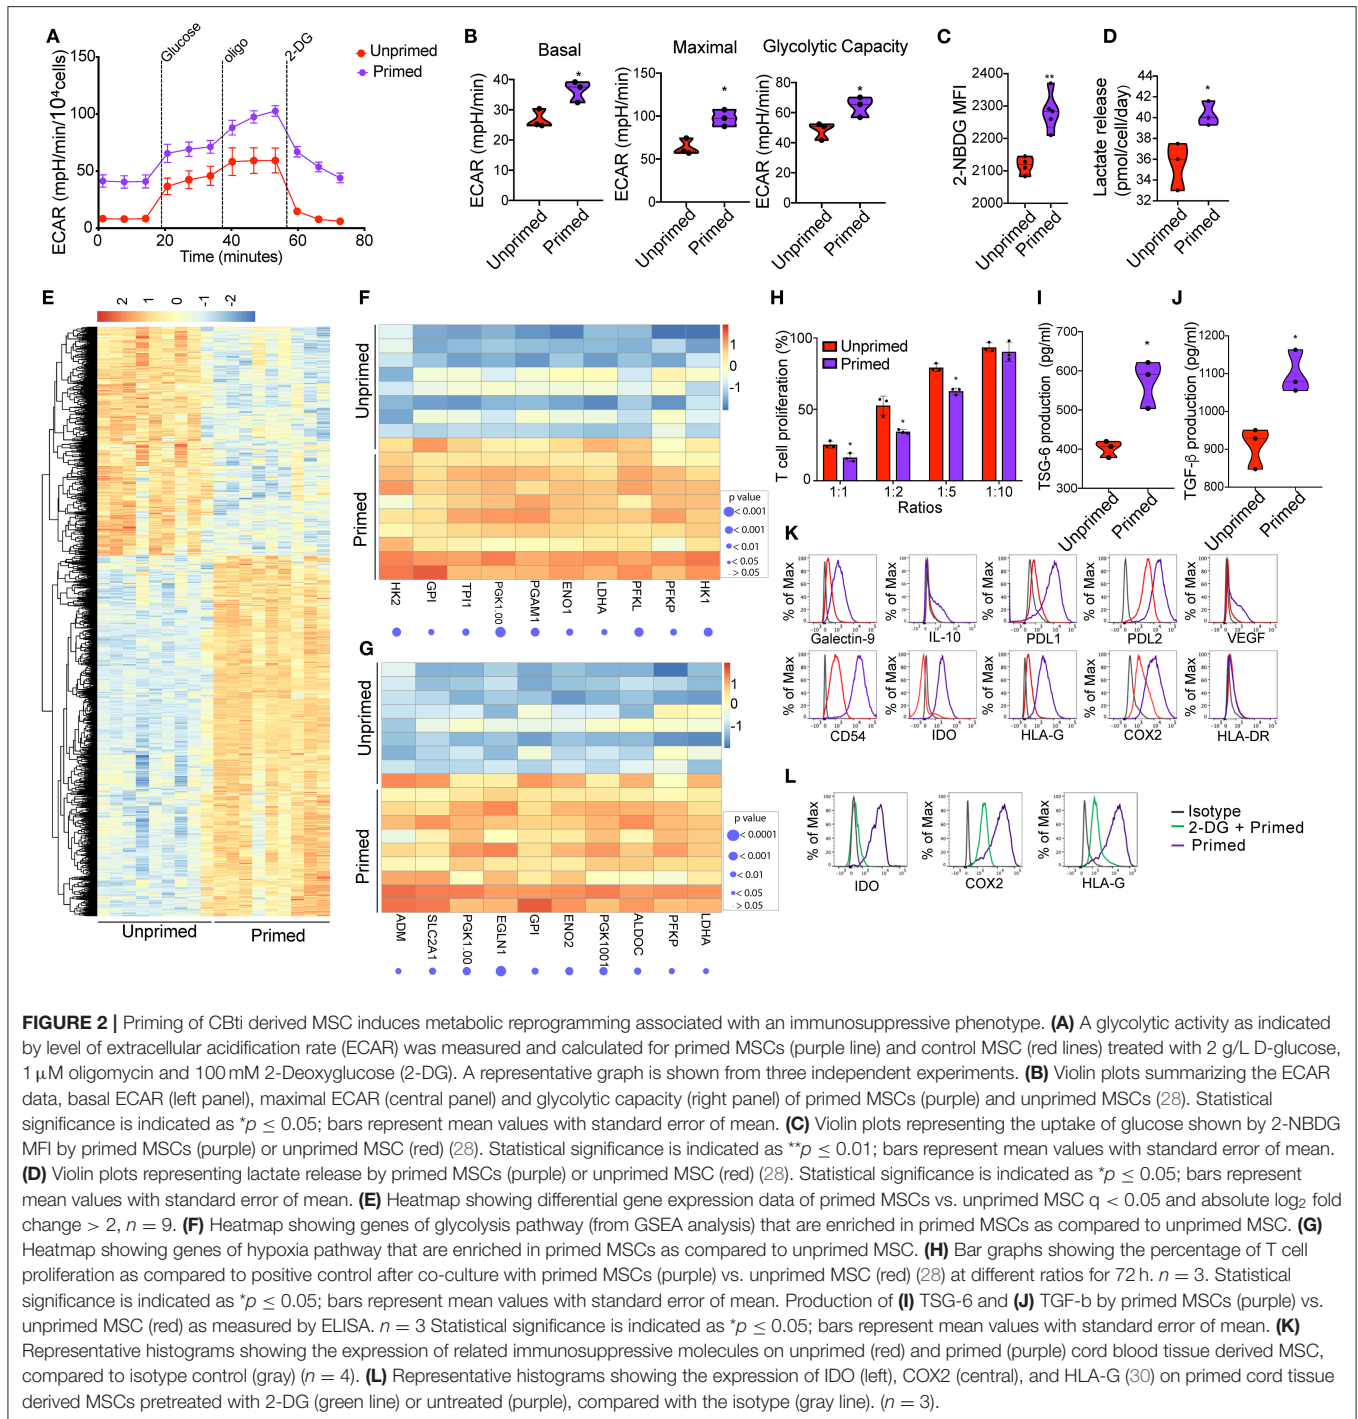 A
150
100
50
0
ECAR (mpH/min/10⁴cells)
0 20 40 60 80
Time (minutes)
Glucose
oligo
2-DG
Unprimed
Primed
B
Basal
ECAR (mpH/min)
40
30
20
10
0
*
Unprimed
Primed
Maximal
ECAR (mpH/min)
150
100
50
0
*
Unprimed
Primed
Glycolytic Capacity
ECAR (mpH/min)
80
60
40
20
0
*
Unprimed
Primed
C
2-NBDG MFI
2400
2300
2200
2100
2000
**
Unprimed
Primed
D
Lactate release
(pmol/cell/day)
44
42
40
38
36
34
32
*
Unprimed
Primed
E
2 1 0 -1 -2
Unprimed Primed
F
Unprimed
Primed
1
0
-1
p value
< 0.001
< 0.001
< 0.01
< 0.05
> 0.05
HK2 GPI TPI1 PGK1.00 PGAM1 ENO1 LDHA PFKL PFKP HK1
G
Unprimed
Primed
1
0
-1
p value
< 0.0001
< 0.001
< 0.01
< 0.05
> 0.05
ADM SLC2A1 PGK1.00 EGLN1 GPI ENO2 PGK1001 ALDOC PFKP LDHA
H
T cell proliferation (%)
100
50
0
Unprimed
Primed
* * *
1:1 1:2 1:5 1:10
Ratios
I
TSG-6 production (pg/ml)
700
600
500
400
300
*
Unprimed
Primed
J
TGF-β production (pg/ml)
1200
1100
1000
900
800
*
Unprimed
Primed
K
% of Max % of Max % of Max % of Max % of Max
Galectin-9 IL-10 PDL1 PDL2 VEGF
% of Max % of Max % of Max % of Max % of Max
CD54 IDO HLA-G COX2 HLA-DR
L
% of Max % of Max % of Max
IDO COX2 HLA-G
Isotype
2-DG + Primed
Primed
FIGURE 2 | Priming of CBti derived MSC induces metabolic reprogramming associated with an immunosuppressive phenotype. (A) A glycolytic activity as indicated
by level of extracellular acidification rate (ECAR) was measured and calculated for primed MSCs (purple line) and control MSC (red lines) treated with 2 g/L D-glucose,
1 μM oligomycin and 100 mM 2-Deoxyglucose (2-DG). A representative graph is shown from three independent experiments. (B) Violin plots summarizing the ECAR
data, basal ECAR (left panel), maximal ECAR (central panel) and glycolytic capacity (right panel) of primed MSCs (purple) and unprimed MSCs (28). Statistical
significance is indicated as *p ≤ 0.05; bars represent mean values with standard error of mean. (C) Violin plots representing the uptake of glucose shown by 2-NBDG
MFI by primed MSCs (purple) or unprimed MSC (red) (28). Statistical significance is indicated as **p ≤ 0.01; bars represent mean values with standard error of mean.
(D) Violin plots representing lactate release by primed MSCs (purple) or unprimed MSC (red) (28). Statistical significance is indicated as *p ≤ 0.05; bars represent
mean values with standard error of mean. (E) Heatmap showing differential gene expression data of primed MSCs vs. unprimed MSC q < 0.05 and absolute log₂ fold
change > 2, n = 9. (F) Heatmap showing genes of glycolysis pathway (from GSEA analysis) that are enriched in primed MSCs as compared to unprimed MSC. (G)
Heatmap showing genes of hypoxia pathway that are enriched in primed MSCs as compared to unprimed MSC. (H) Bar graphs showing the percentage of T cell
proliferation as compared to positive control after co-culture with primed MSCs (purple) vs. unprimed MSC (red) (28) at different ratios for 72 h. n = 3. Statistical
significance is indicated as *p ≤ 0.05; bars represent mean values with standard error of mean. Production of (I) TSG-6 and (J) TGF-b by primed MSCs (purple) vs.
unprimed MSC (red) as measured by ELISA. n = 3 Statistical significance is indicated as *p ≤ 0.05; bars represent mean values with standard error of mean. (K)
Representative histograms showing the expression of related immunosuppressive molecules on unprimed (red) and primed (purple) cord blood tissue derived MSC,
compared to isotype control (gray) (n = 4). (L) Representative histograms showing the expression of IDO (left), COX2 (central), and HLA-G (30) on primed cord tissue
derived MSCs pretreated with 2-DG (green line) or untreated (purple), compared with the isotype (gray line). (n = 3).